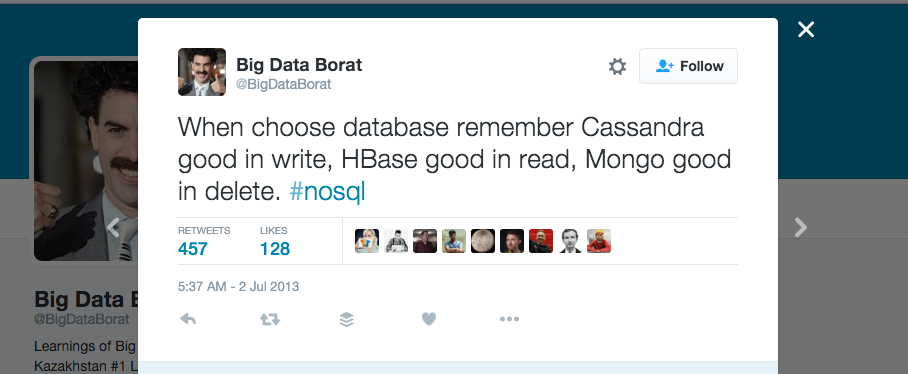 Big Data Borat
@BigDataBorat
Follow
When choose database remember Cassandra
good in write, HBase good in read, Mongo good
in delete. #nosql
RETWEETS LIKES
457 128
5:37 AM - 2 Jul 2013
Big Data B
@BigDataBorat
Learnings of Big
Kazakhstan #1 L